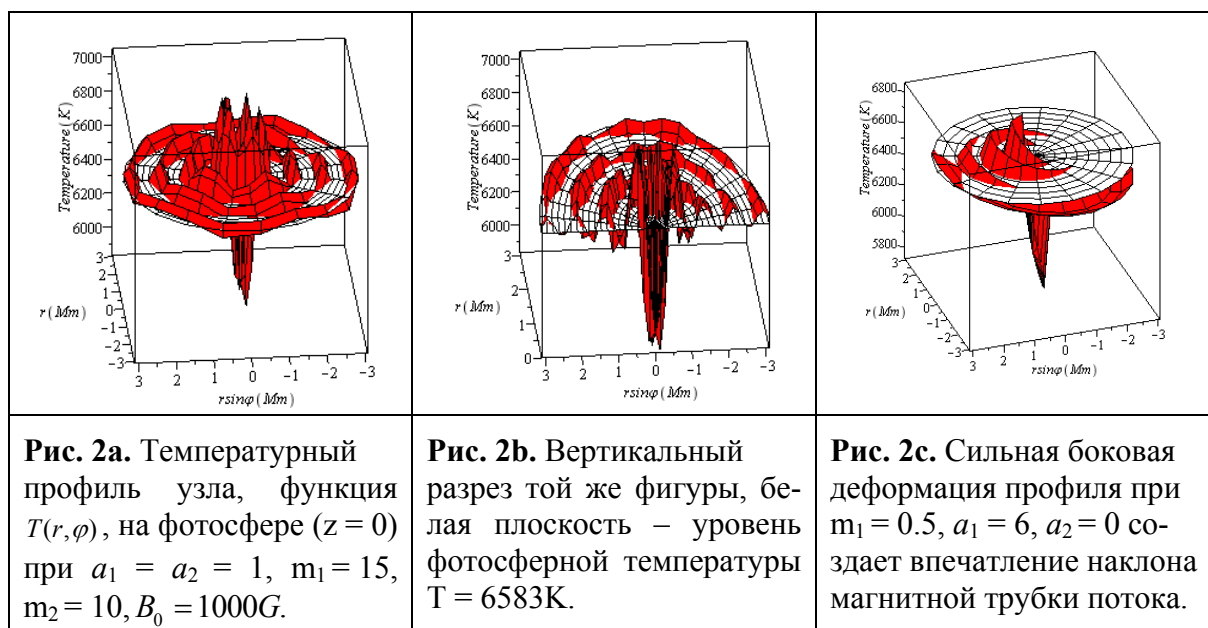 7000
6800
6600
6400
6200
6000
Temperature (K)
3
2
1
0
-1
-2
-3
r (Mm)
3 2 1 0 -1 -2 -3
rsinφ (Mm)
7000
6800
6600
6400
6200
6000
Temperature (K)
3
2
1
0
r (Mm)
3 2 1 0 -1 -2 -3
rsinφ (Mm)
6800
6600
6400
6200
6000
5800
Temperature (K)
3
2
1
0
-1
-2
-3
r (Mm)
3 2 1 0 -1 -2 -3
rsinφ (Mm)
Рис. 2a. Температурный
профиль узла, функция
T(r,φ), на фотосфере (z = 0)
при a₁ = a₂ = 1, m₁ = 15,
m₂ = 10, B₀ = 1000G.
Рис. 2b. Вертикальный
разрез той же фигуры, бе-
лая плоскость – уровень
фотосферной температуры
T = 6583K.
Рис. 2c. Сильная боковая
деформация профиля при
m₁ = 0.5, a₁ = 6, a₂ = 0 со-
здает впечатление наклона
магнитной трубки потока.